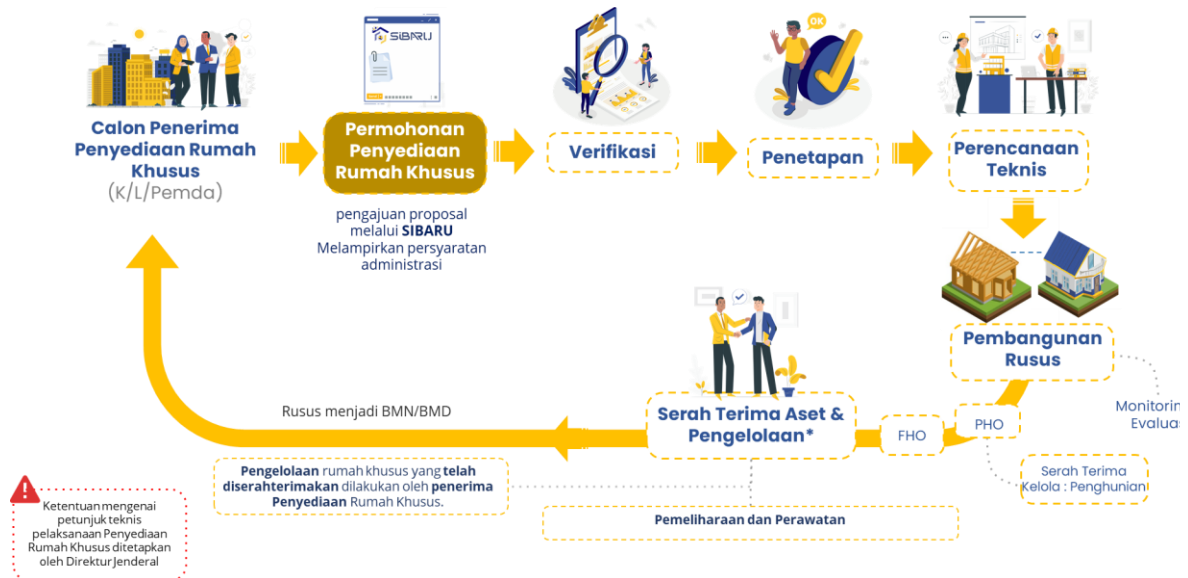 SIBARU
OK
Calon Penerima
Penyediaan Rumah
Khusus
(K/L/Pemda)
Permohonan
Penyediaan
Rumah Khusus
Verifikasi
Penetapan
Perencanaan
Teknis
pengajuan proposal
melalui SIBARU
Melampirkan persyaratan
administrasi
Pembangunan
Rusus
Monitorin
Evaluas
PHO
FHO
Serah Terima
Kelola : Penghunian
Serah Terima Aset &
Pengelolaan*
Rusus menjadi BMN/BMD
Pengelolaan rumah khusus yang telah
diserahterimakan dilakukan oleh penerima
Penyediaan Rumah Khusus.
Pemeliharaan dan Perawatan
Ketentuan mengenai
petunjuk teknis
pelaksanaan Penyediaan
Rumah Khusus ditetapkan
oleh Direktur Jenderal